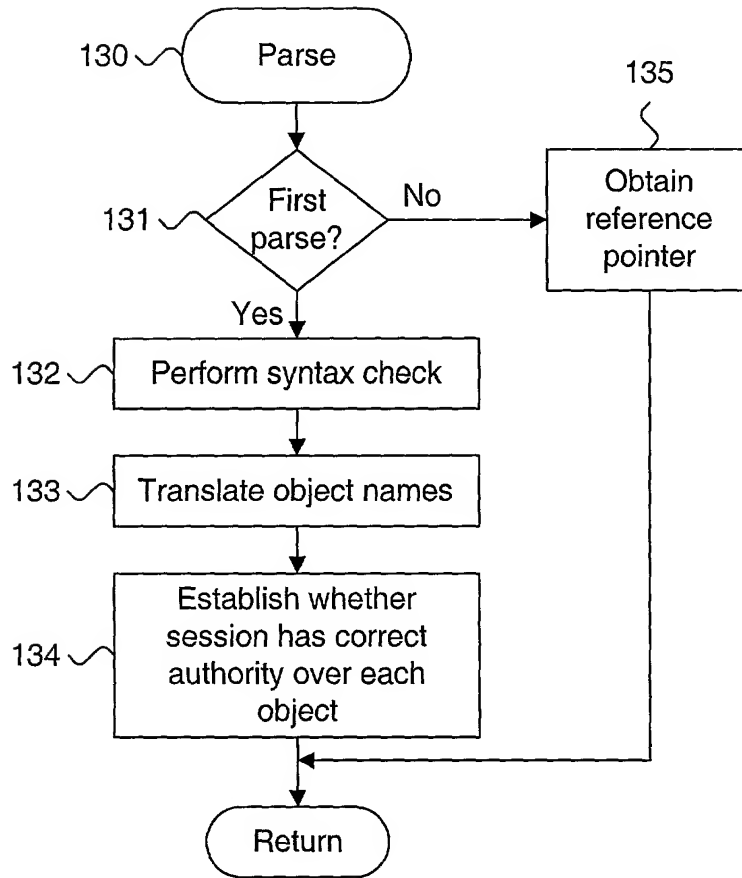 130
Parse
135
131
First
parse?
No
Obtain
reference
pointer
Yes
132
Perform syntax check
133
Translate object names
134
Establish whether
session has correct
authority over each
object
Return